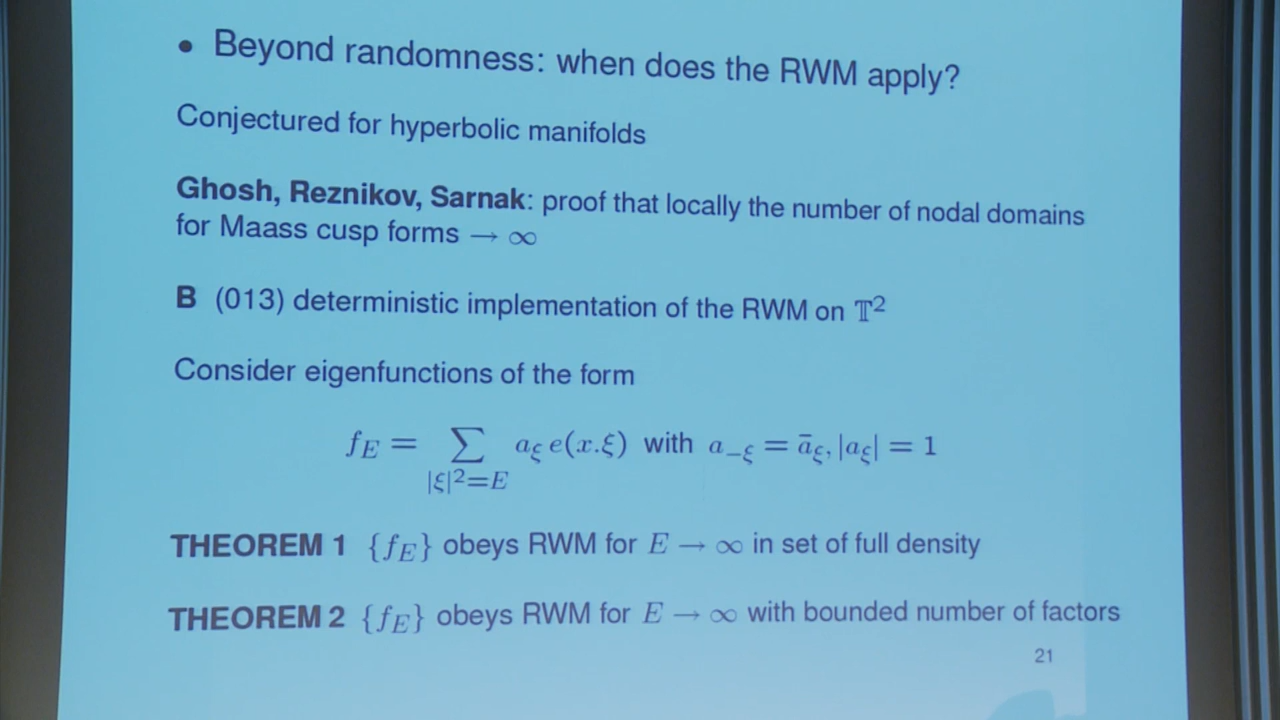 • Beyond randomness: when does the RWM apply?
Conjectured for hyperbolic manifolds
Ghosh, Reznikov, Sarnak: proof that locally the number of nodal domains
for Maass cusp forms → ∞
B (013) deterministic implementation of the RWM on 𝕋²
Consider eigenfunctions of the form
f_E = ∑_{|ξ|²=E} a_ξ e(x.ξ) with a_{−ξ} = ā_ξ, |a_ξ| = 1
THEOREM 1 {f_E} obeys RWM for E → ∞ in set of full density
THEOREM 2 {f_E} obeys RWM for E → ∞ with bounded number of factors
21